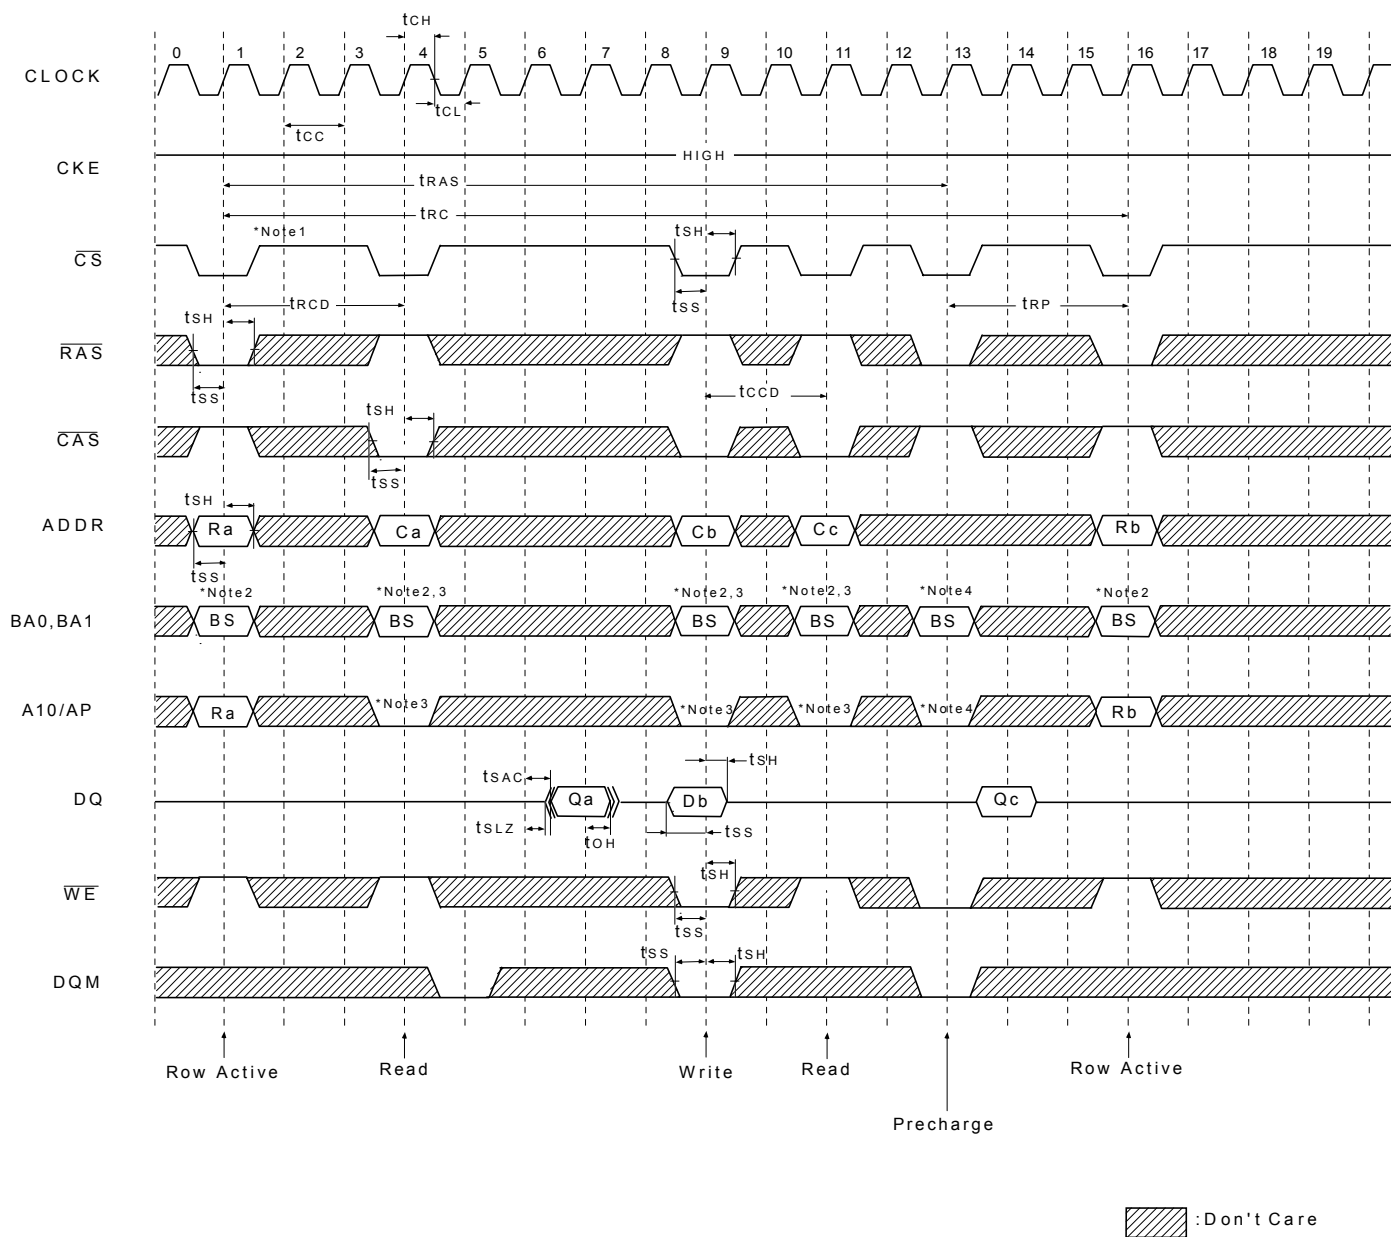 tCH
0 1 2 3 4 5 6 7 8 9 10 11 12 13 14 15 16 17 18 19
CLOCK
tCL
tCC
HIGH
CKE
tRAS
tRC
*Note1
tSH
CS
tSS
tRCD
tRP
tSH
RAS
tSS
tCCD
tSH
CAS
tSS
tSH
ADDR
Ra Ca Cb Cc Rb
tSS
*Note2 *Note2,3 *Note2,3 *Note2,3 *Note4 *Note2
BA0,BA1
BS BS BS BS BS BS
A10/AP
Ra *Note3 *Note3 *Note3 *Note4 Rb
tSH
tSAC
DQ
Qa Db Qc
tSLZ
tOH
tSS
tSH
WE
tSS
tSS tSH
DQM
Row Active Read Write Read Row Active
Precharge
:Don't Care